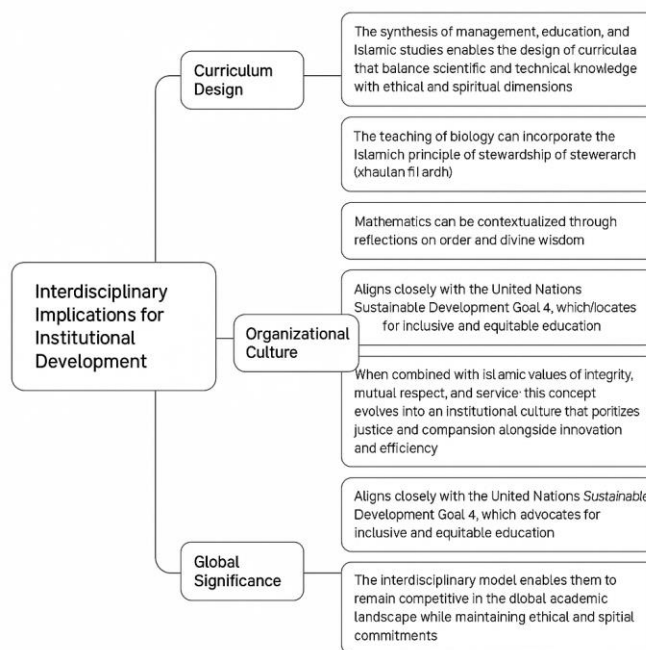 Interdisciplinary
Implications for
Institutional
Development
Curriculum
Design
The synthesis of management, education, and
Islamic studies enables the design of curriculaa
that balance scientific and technical knowledge
with ethical and spiritual dimensions
The teaching of biology can incorporate the
Islamich principle of stewardship of stewerarch
(xhaulan fil ardh)
Mathematics can be contextualized through
reflections on order and divine wisdom
Organizational
Culture
Aligns closely with the United Nations
Sustainable Development Goal 4, which/locates
for inclusive and equitable education
When combined with islamic values of integrity,
mutual respect, and service· this concept
evolves into an institutional culture that poritizes
justice and compansion alongside innovation
and efficiency
Global
Significance
Aligns closely with the United Nations Sustainable
Development Goal 4, which advocates for
inclusive and equitable education
The interdisciplinary model enables them to
remain competitive in the dlobal academic
landscape while maintaining ethical and spitial
commitments